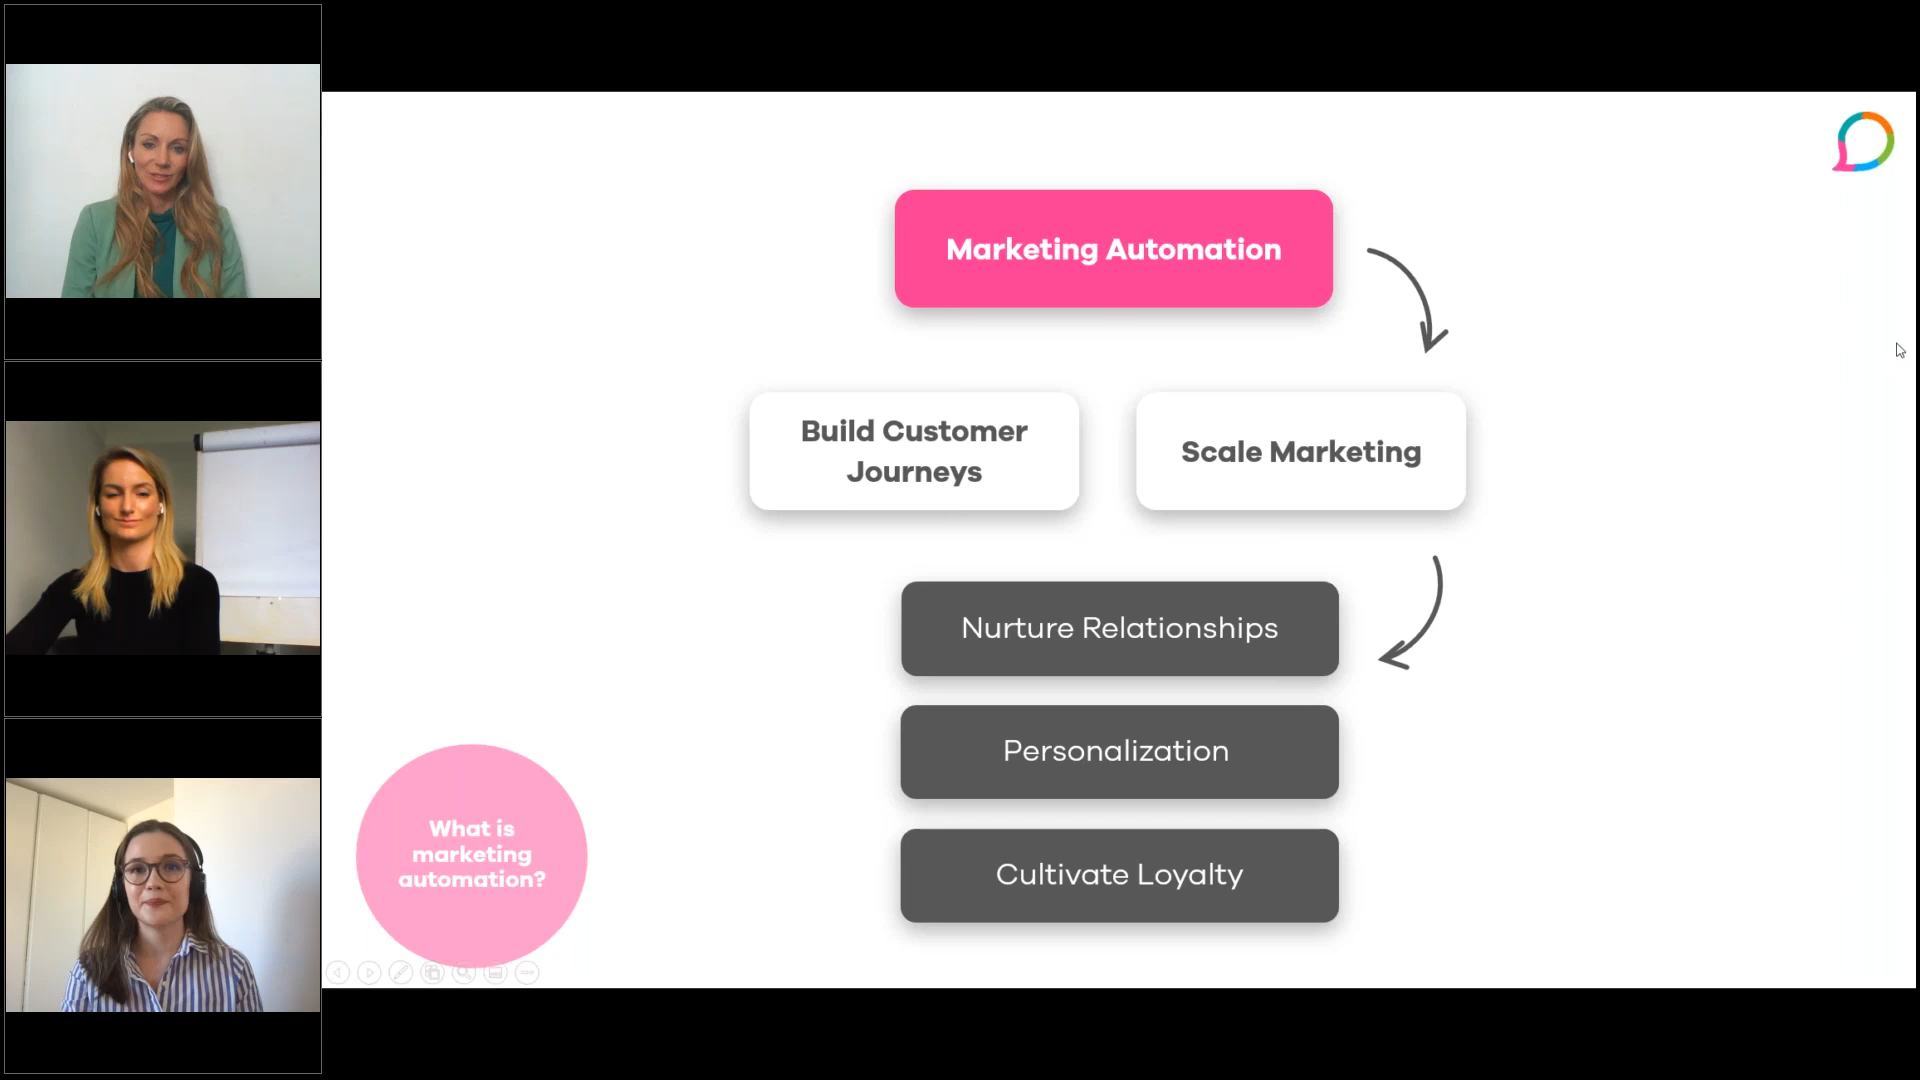 Marketing Automation
Build Customer
Journeys
Scale Marketing
Nurture Relationships
Personalization
Cultivate Loyalty
What is
marketing
automation?